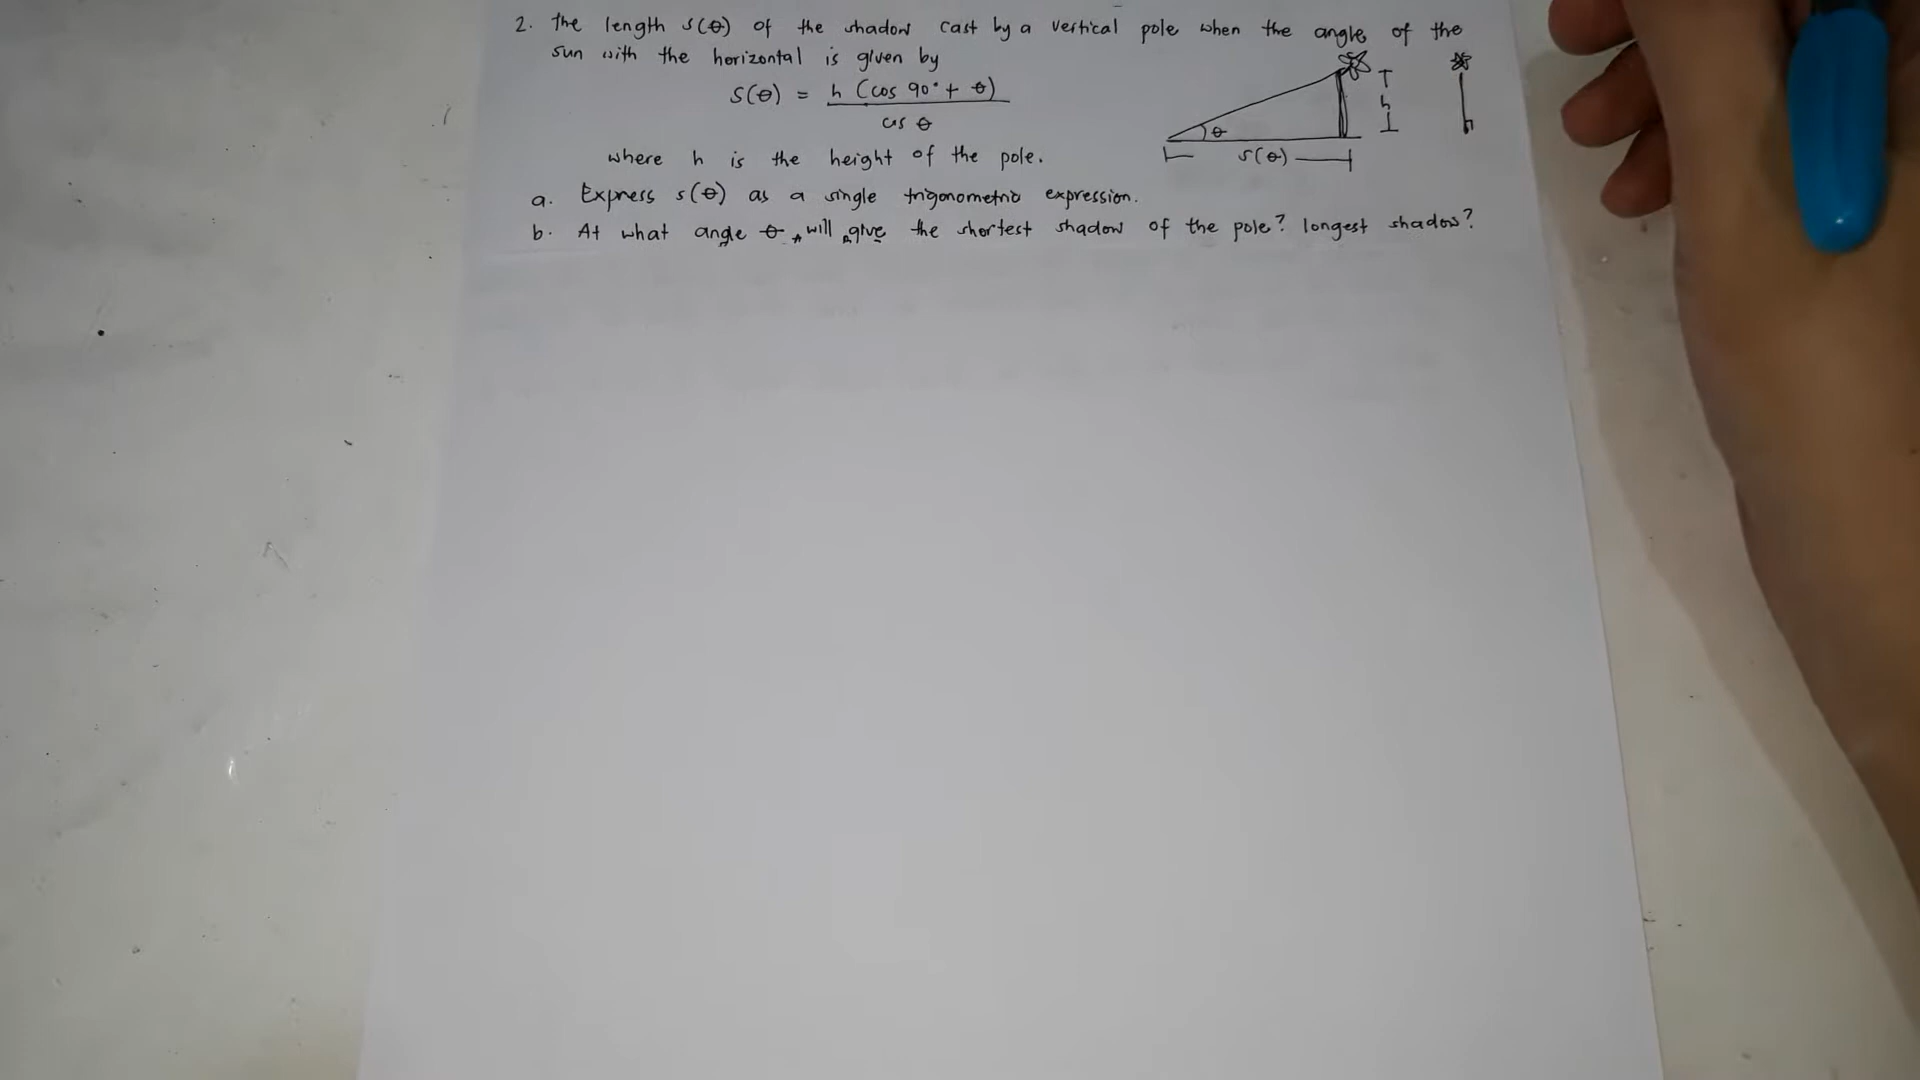 2. The length s(θ) of the shadow cast by a vertical pole when the angle of the
sun with the horizontal is given by
S(θ) = h (cos 90° + θ)
cos θ
θ
h
s(θ)
where h is the height of the pole.
a. Express s(θ) as a single trigonometric expression.
b. At what angle θ will give the shortest shadow of the pole? longest shadow?